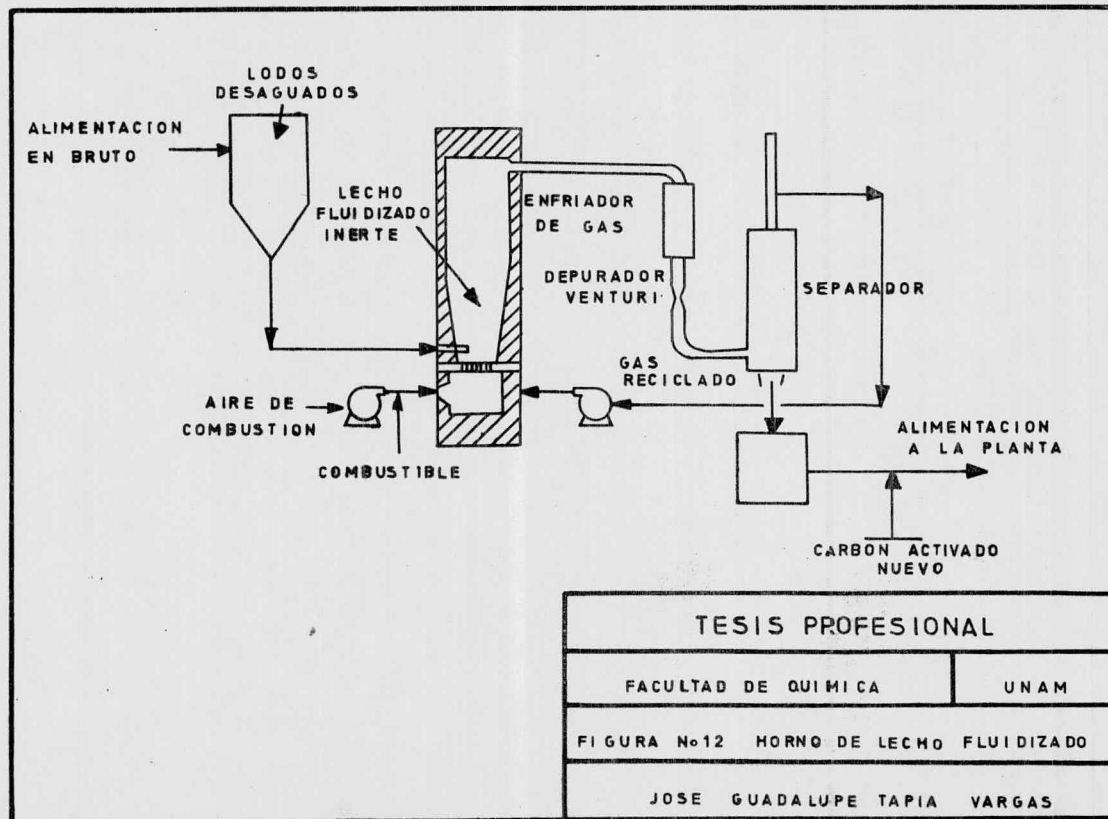 LODOS
DESAGUADOS
ALIMENTACION
EN BRUTO
LECHO
FLUIDIZADO
INERTE
ENFRIADOR
DE GAS
DEPURADOR
VENTURI
SEPARADOR
GAS
RECICLADO
AIRE DE
COMBUSTION
COMBUSTIBLE
ALIMENTACION
A LA PLANTA
CARBON ACTIVADO
NUEVO
TESIS PROFESIONAL
FACULTAD DE QUIMICA
UNAM
FIGURA No12 HORNO DE LECHO FLUIDIZADO
JOSE GUADALUPE TAPIA VARGAS